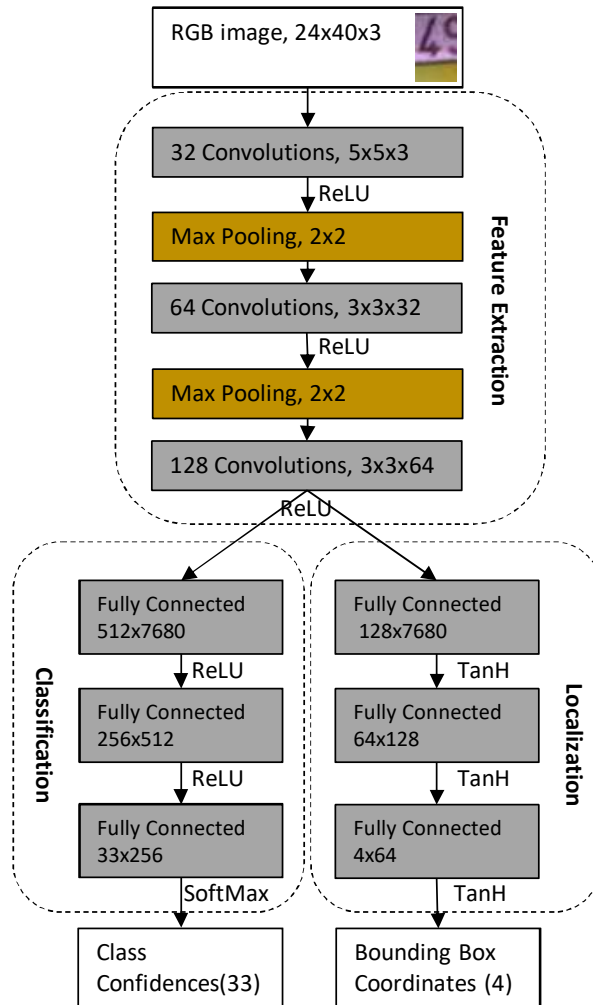 RGB image, 24x40x3
49
32 Convolutions, 5x5x3
ReLU
Max Pooling, 2x2
64 Convolutions, 3x3x32
ReLU
Max Pooling, 2x2
128 Convolutions, 3x3x64
ReLU
Feature Extraction
Classification
Fully Connected
512x7680
ReLU
Fully Connected
256x512
ReLU
Fully Connected
33x256
SoftMax
Class
Confidences(33)
Fully Connected
128x7680
TanH
Fully Connected
64x128
TanH
Fully Connected
4x64
TanH
Localization
Bounding Box
Coordinates (4)